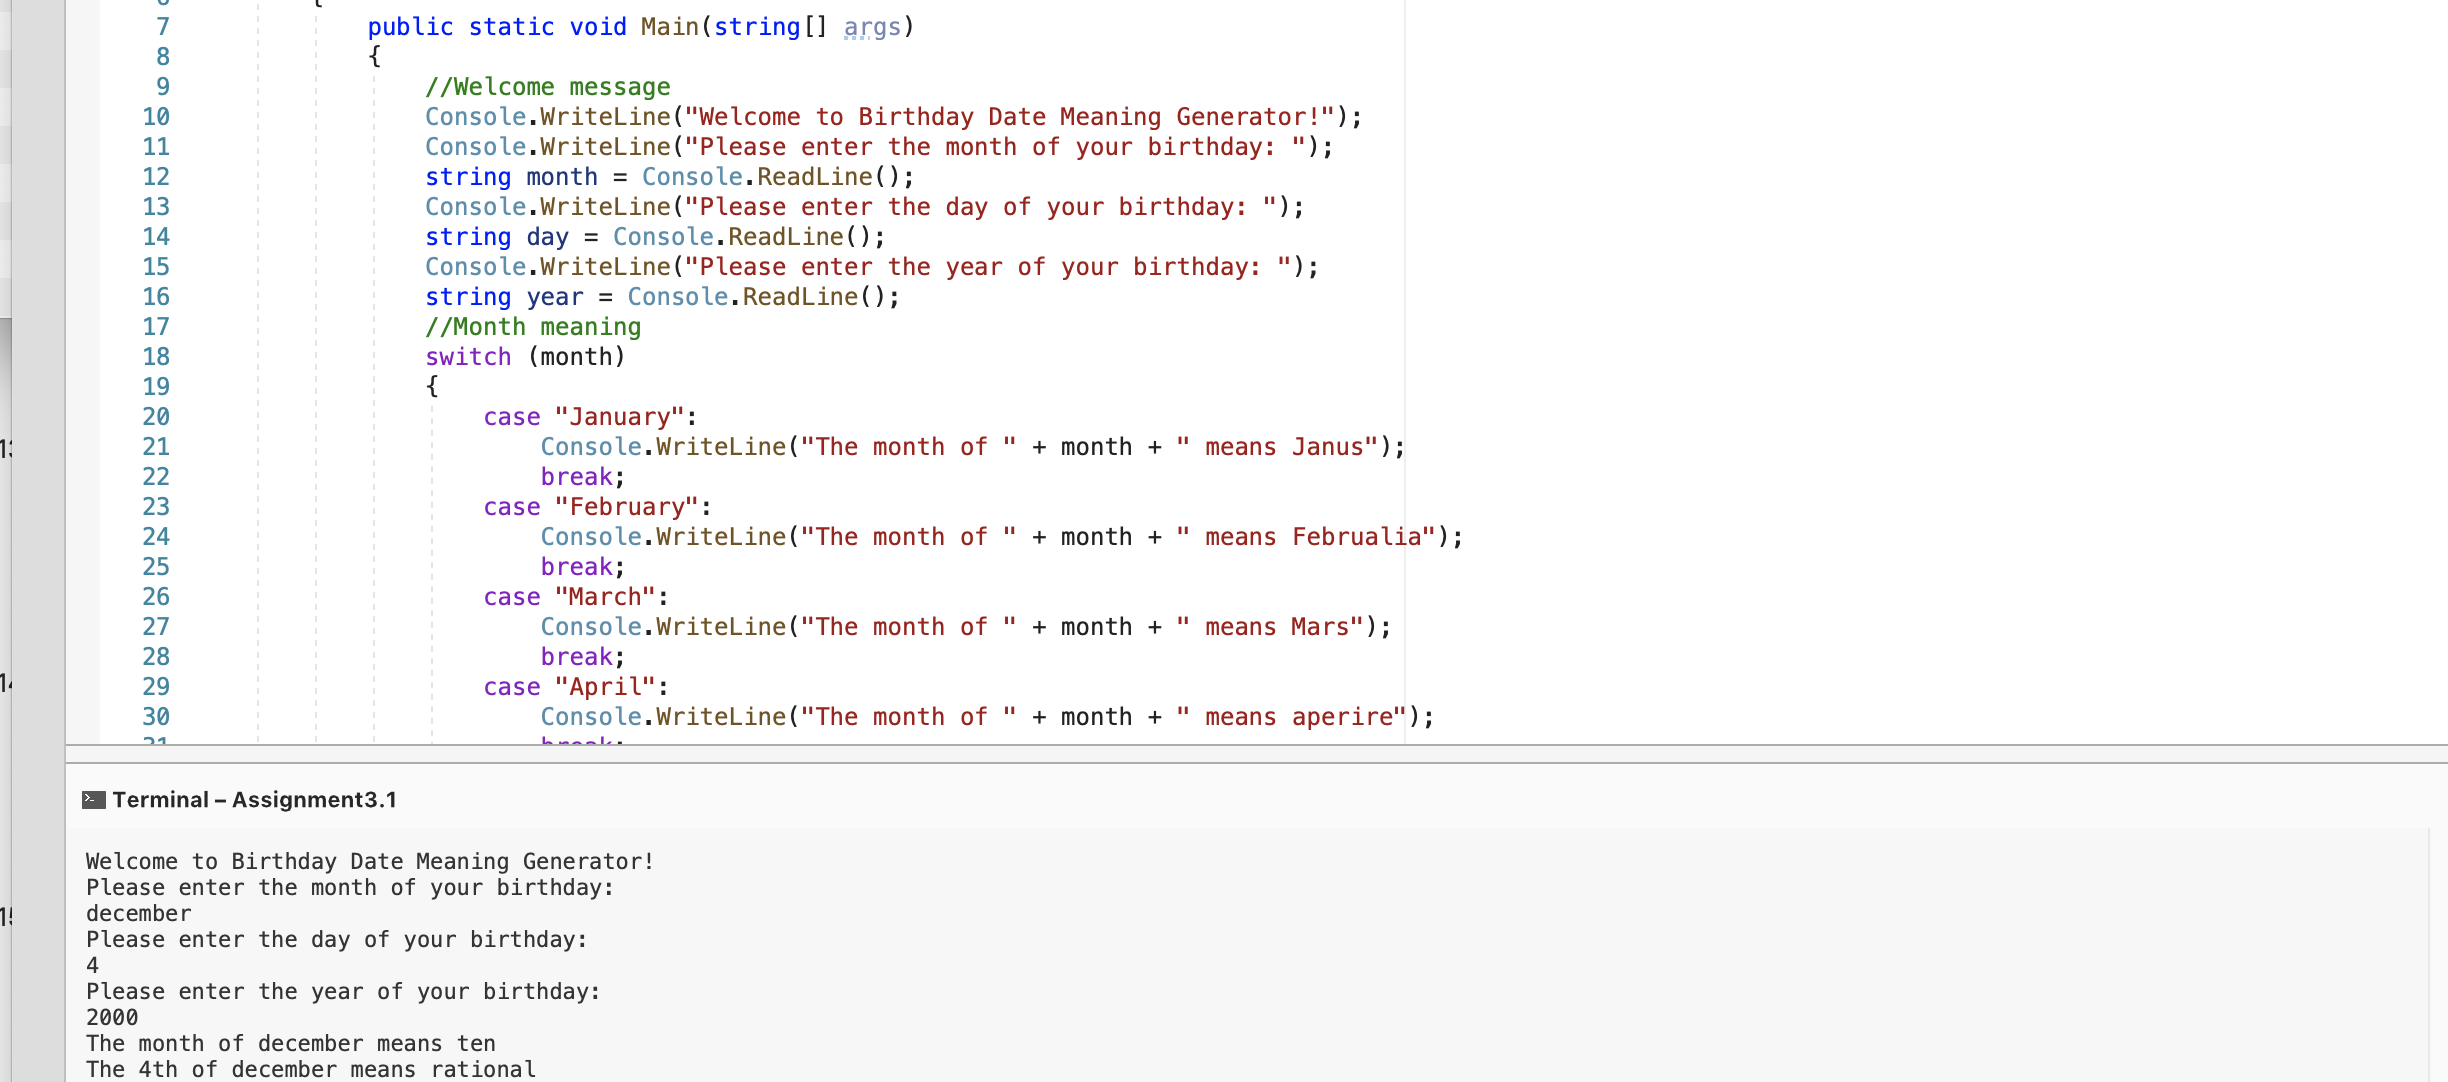 7 public static void Main(string[] args)
8 {
9 //Welcome message
10 Console.WriteLine("Welcome to Birthday Date Meaning Generator!");
11 Console.WriteLine("Please enter the month of your birthday: ");
12 string month = Console.ReadLine();
13 Console.WriteLine("Please enter the day of your birthday: ");
14 string day = Console.ReadLine();
15 Console.WriteLine("Please enter the year of your birthday: ");
16 string year = Console.ReadLine();
17 //Month meaning
18 switch (month)
19 {
20 case "January":
21 Console.WriteLine("The month of " + month + " means Janus");
22 break;
23 case "February":
24 Console.WriteLine("The month of " + month + " means Februalia");
25 break;
26 case "March":
27 Console.WriteLine("The month of " + month + " means Mars");
28 break;
29 case "April":
30 Console.WriteLine("The month of " + month + " means aperire");
31 break;
Terminal – Assignment3.1
Welcome to Birthday Date Meaning Generator!
Please enter the month of your birthday:
december
Please enter the day of your birthday:
4
Please enter the year of your birthday:
2000
The month of december means ten
The 4th of december means rational